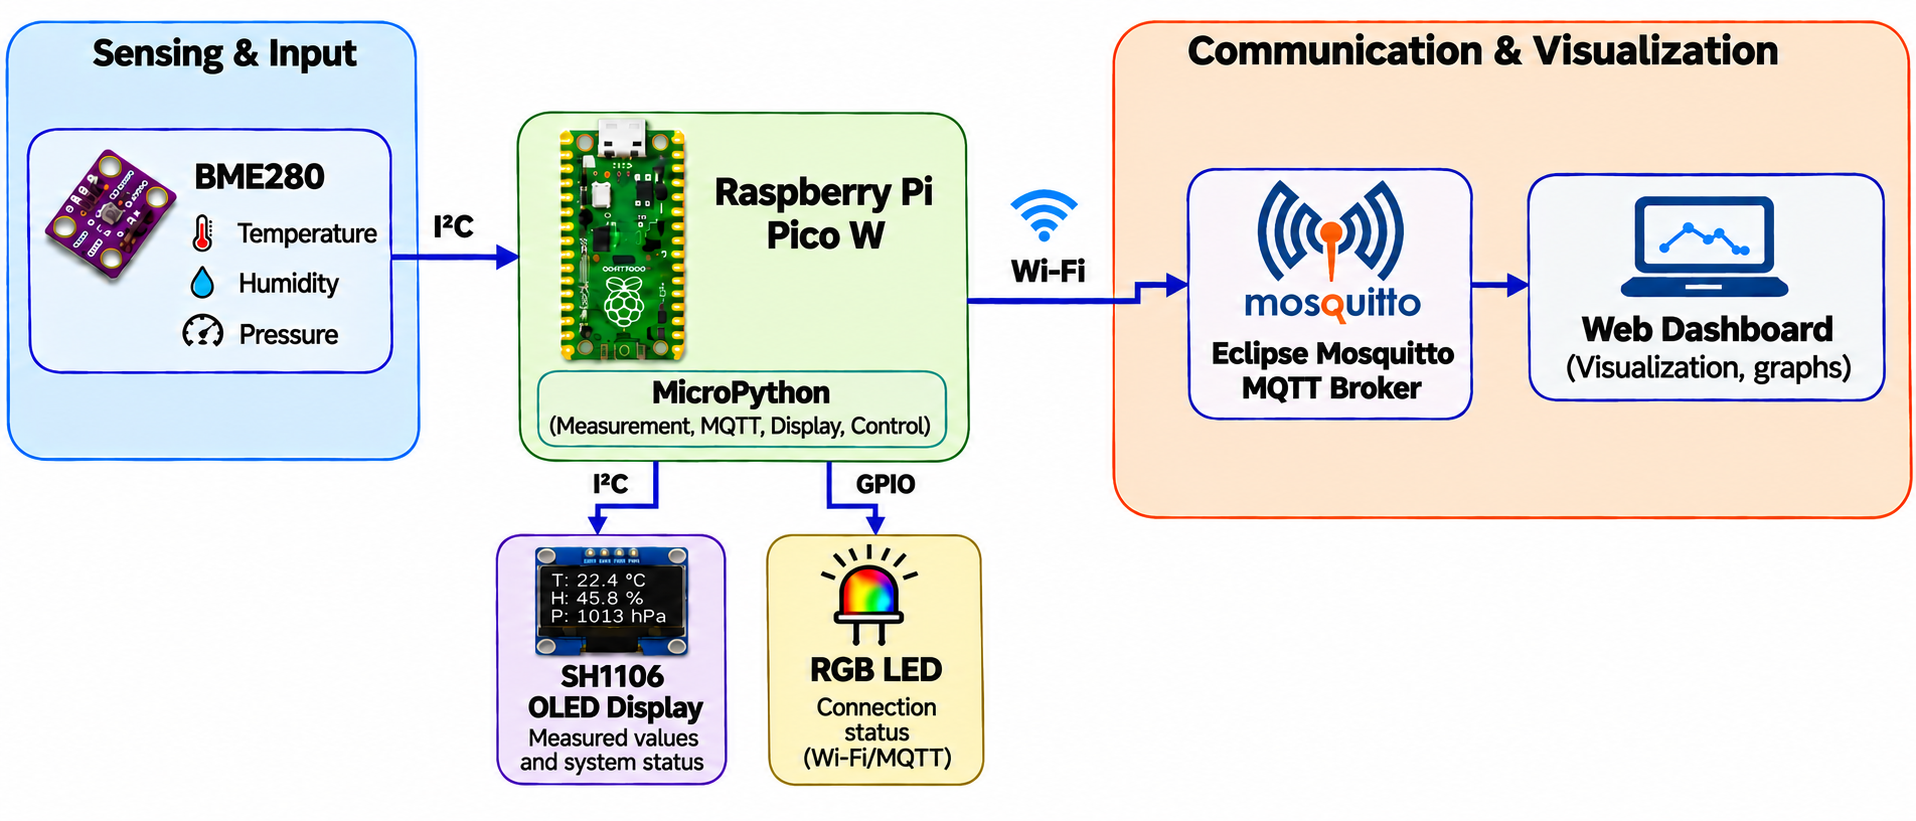 Sensing & Input
BME280
Temperature
Humidity
Pressure
I²C
Raspberry Pi
Pico W
MicroPython
(Measurement, MQTT, Display, Control)
Wi-Fi
Communication & Visualization
mosquitto
Eclipse Mosquitto
MQTT Broker
Web Dashboard
(Visualization, graphs)
I²C
GPIO
T: 22.4 °C
H: 45.8 %
P: 1013 hPa
SH1106
OLED Display
Measured values
and system status
RGB LED
Connection
status
(Wi-Fi/MQTT)